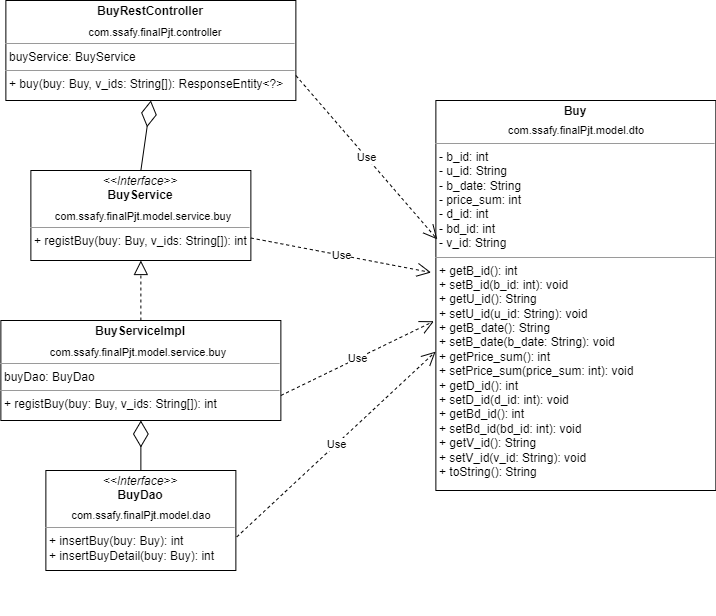 BuyRestController
com.ssafy.finalPjt.controller
buyService: BuyService
+ buy(buy: Buy, v_ids: String[]): ResponseEntity<?>
<<Interface>>
BuyService
com.ssafy.finalPjt.model.service.buy
+ registBuy(buy: Buy, v_ids: String[]): int
BuyServiceImpl
com.ssafy.finalPjt.model.service.buy
buyDao: BuyDao
+ registBuy(buy: Buy, v_ids: String[]): int
<<Interface>>
BuyDao
com.ssafy.finalPjt.model.dao
+ insertBuy(buy: Buy): int
+ insertBuyDetail(buy: Buy): int
Use
Use
Use
Use
Buy
com.ssafy.finalPjt.model.dto
- b_id: int
- u_id: String
- b_date: String
- price_sum: int
- d_id: int
- bd_id: int
- v_id: String
+ getB_id(): int
+ setB_id(b_id: int): void
+ getU_id(): String
+ setU_id(u_id: String): void
+ getB_date(): String
+ setB_date(b_date: String): void
+ getPrice_sum(): int
+ setPrice_sum(price_sum: int): void
+ getD_id(): int
+ setD_id(d_id: int): void
+ getBd_id(): int
+ setBd_id(bd_id: int): void
+ getV_id(): String
+ setV_id(v_id: String): void
+ toString(): String